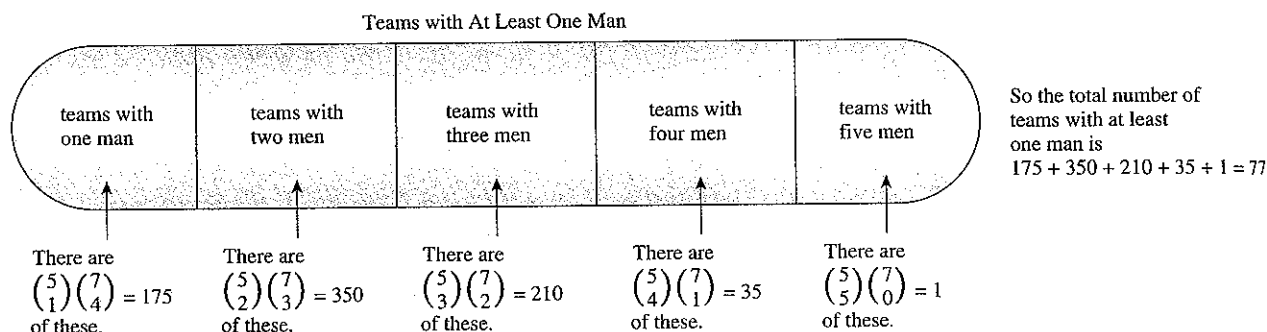 Teams with At Least One Man
teams with
one man
teams with
two men
teams with
three men
teams with
four men
teams with
five men
So the total number of
teams with at least
one man is
175 + 350 + 210 + 35 + 1 = 77
There are
(5 1)(7 4) = 175
of these.
There are
(5 2)(7 3) = 350
of these.
There are
(5 3)(7 2) = 210
of these.
There are
(5 4)(7 1) = 35
of these.
There are
(5 5)(7 0) = 1
of these.